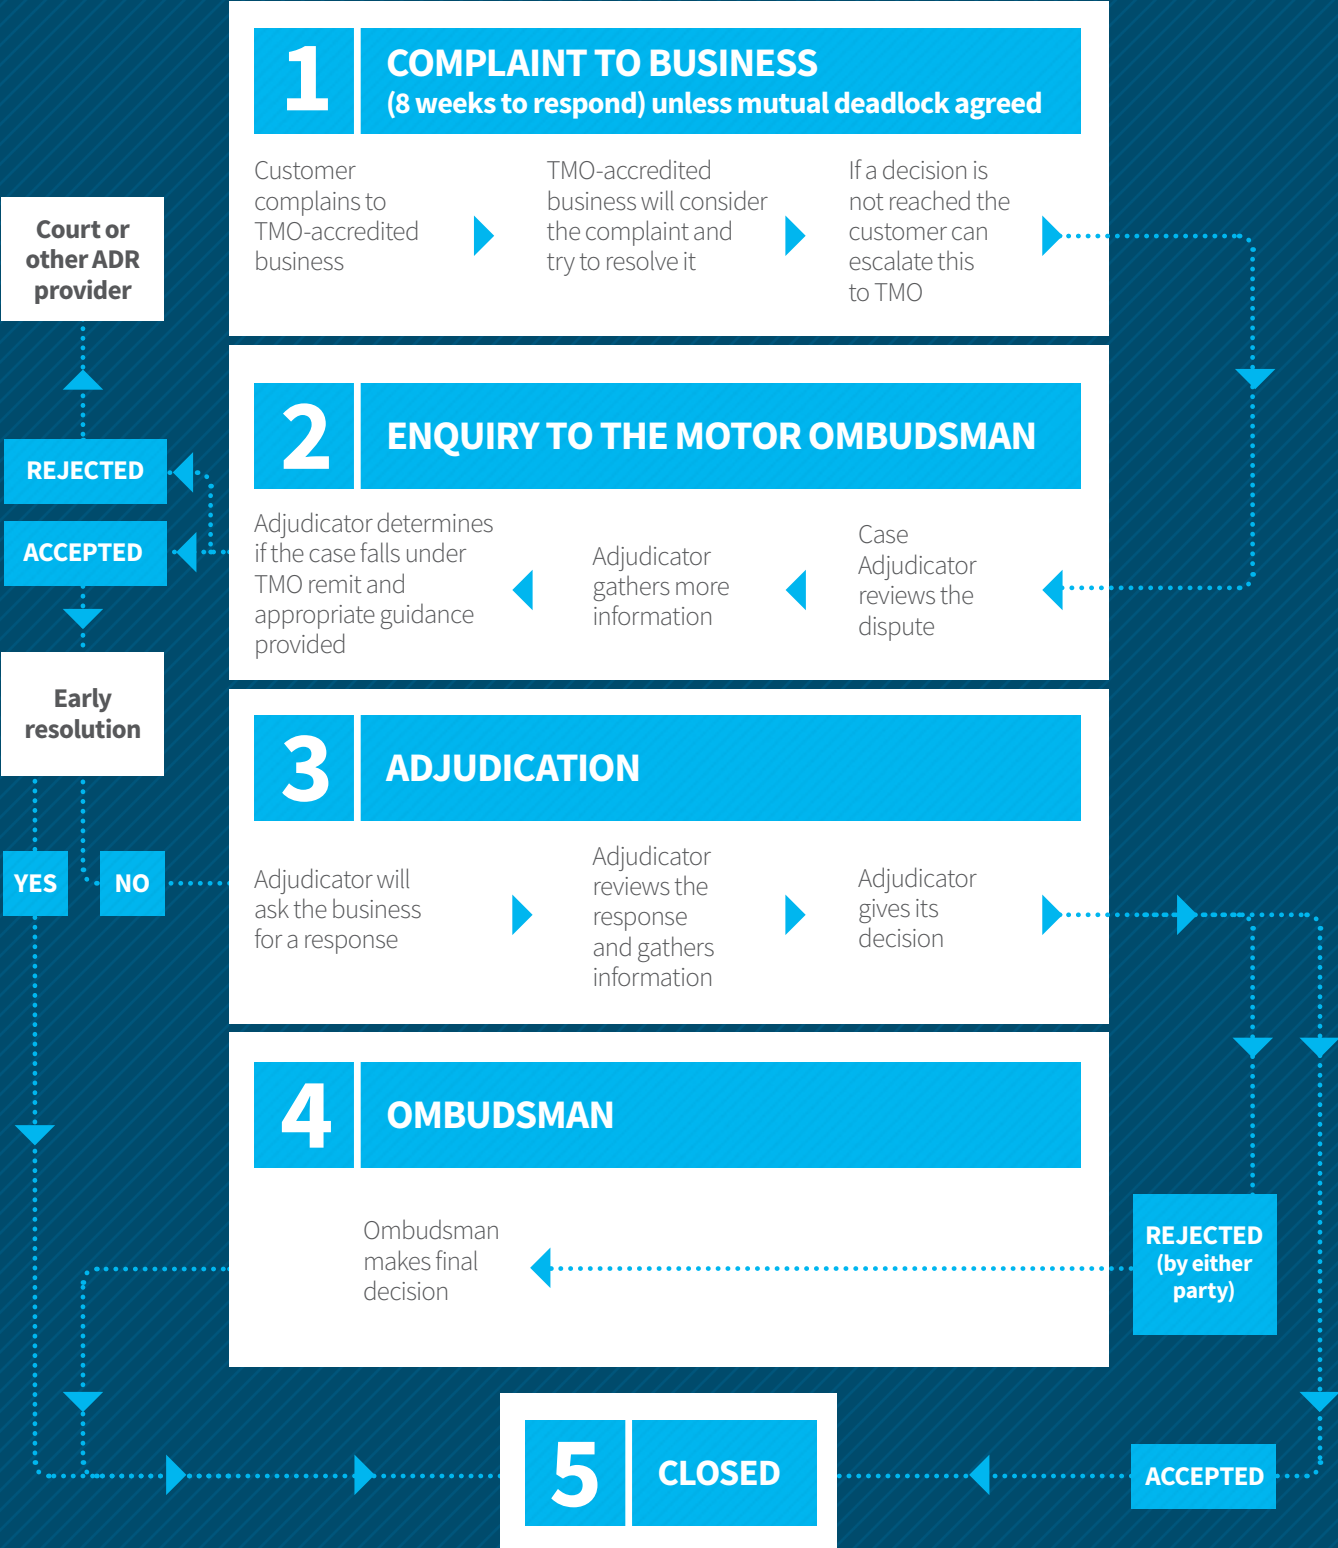 1
COMPLAINT TO BUSINESS
(8 weeks to respond) unless mutual deadlock agreed
Customer
complains to
TMO-accredited
business
TMO-accredited
business will consider
the complaint and
try to resolve it
If a decision is
not reached the
customer can
escalate this
to TMO
Court or
other ADR
provider
REJECTED
ACCEPTED
Early
resolution
YES
NO
2
ENQUIRY TO THE MOTOR OMBUDSMAN
Adjudicator determines
if the case falls under
TMO remit and
appropriate guidance
provided
Adjudicator
gathers more
information
Case
Adjudicator
reviews the
dispute
3
ADJUDICATION
Adjudicator will
ask the business
for a response
Adjudicator
reviews the
response
and gathers
information
Adjudicator
gives its
decision
4
OMBUDSMAN
Ombudsman
makes final
decision
REJECTED
(by either
party)
5
CLOSED
ACCEPTED